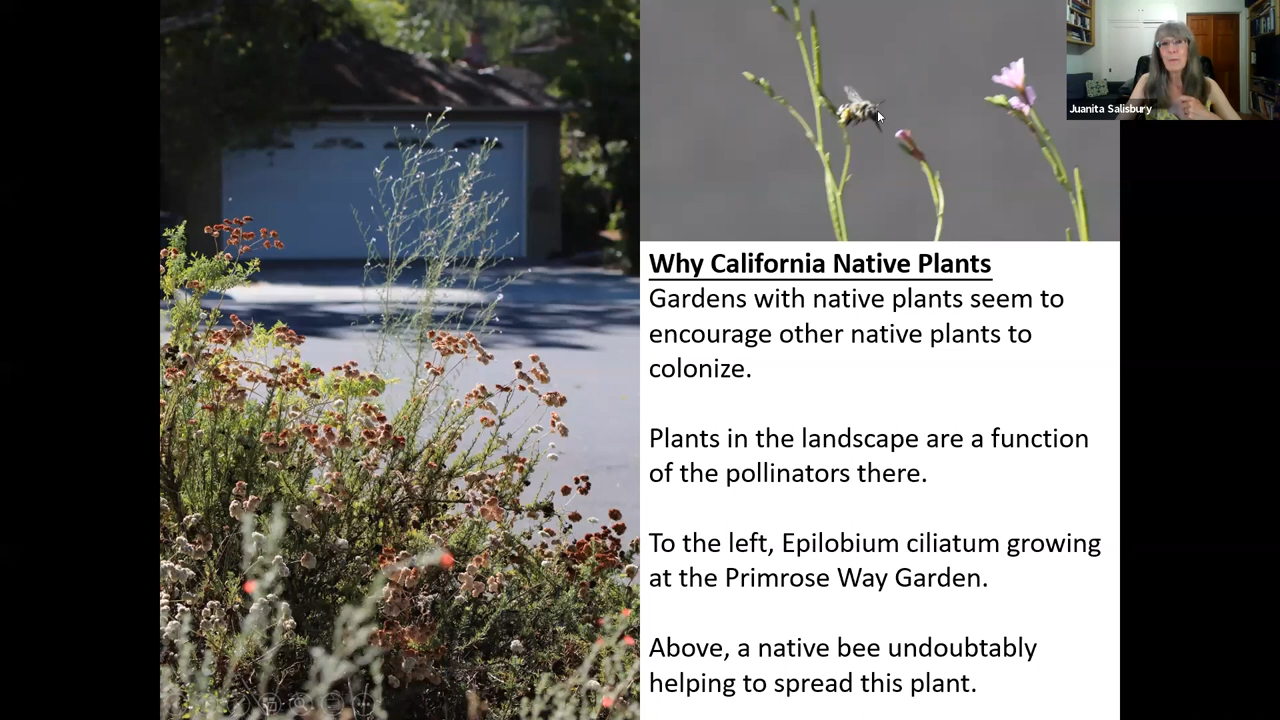 Juanita Salisbury
Why California Native Plants
Gardens with native plants seem to
encourage other native plants to
colonize.
Plants in the landscape are a function
of the pollinators there.
To the left, Epilobium ciliatum growing
at the Primrose Way Garden.
Above, a native bee undoubtably
helping to spread this plant.